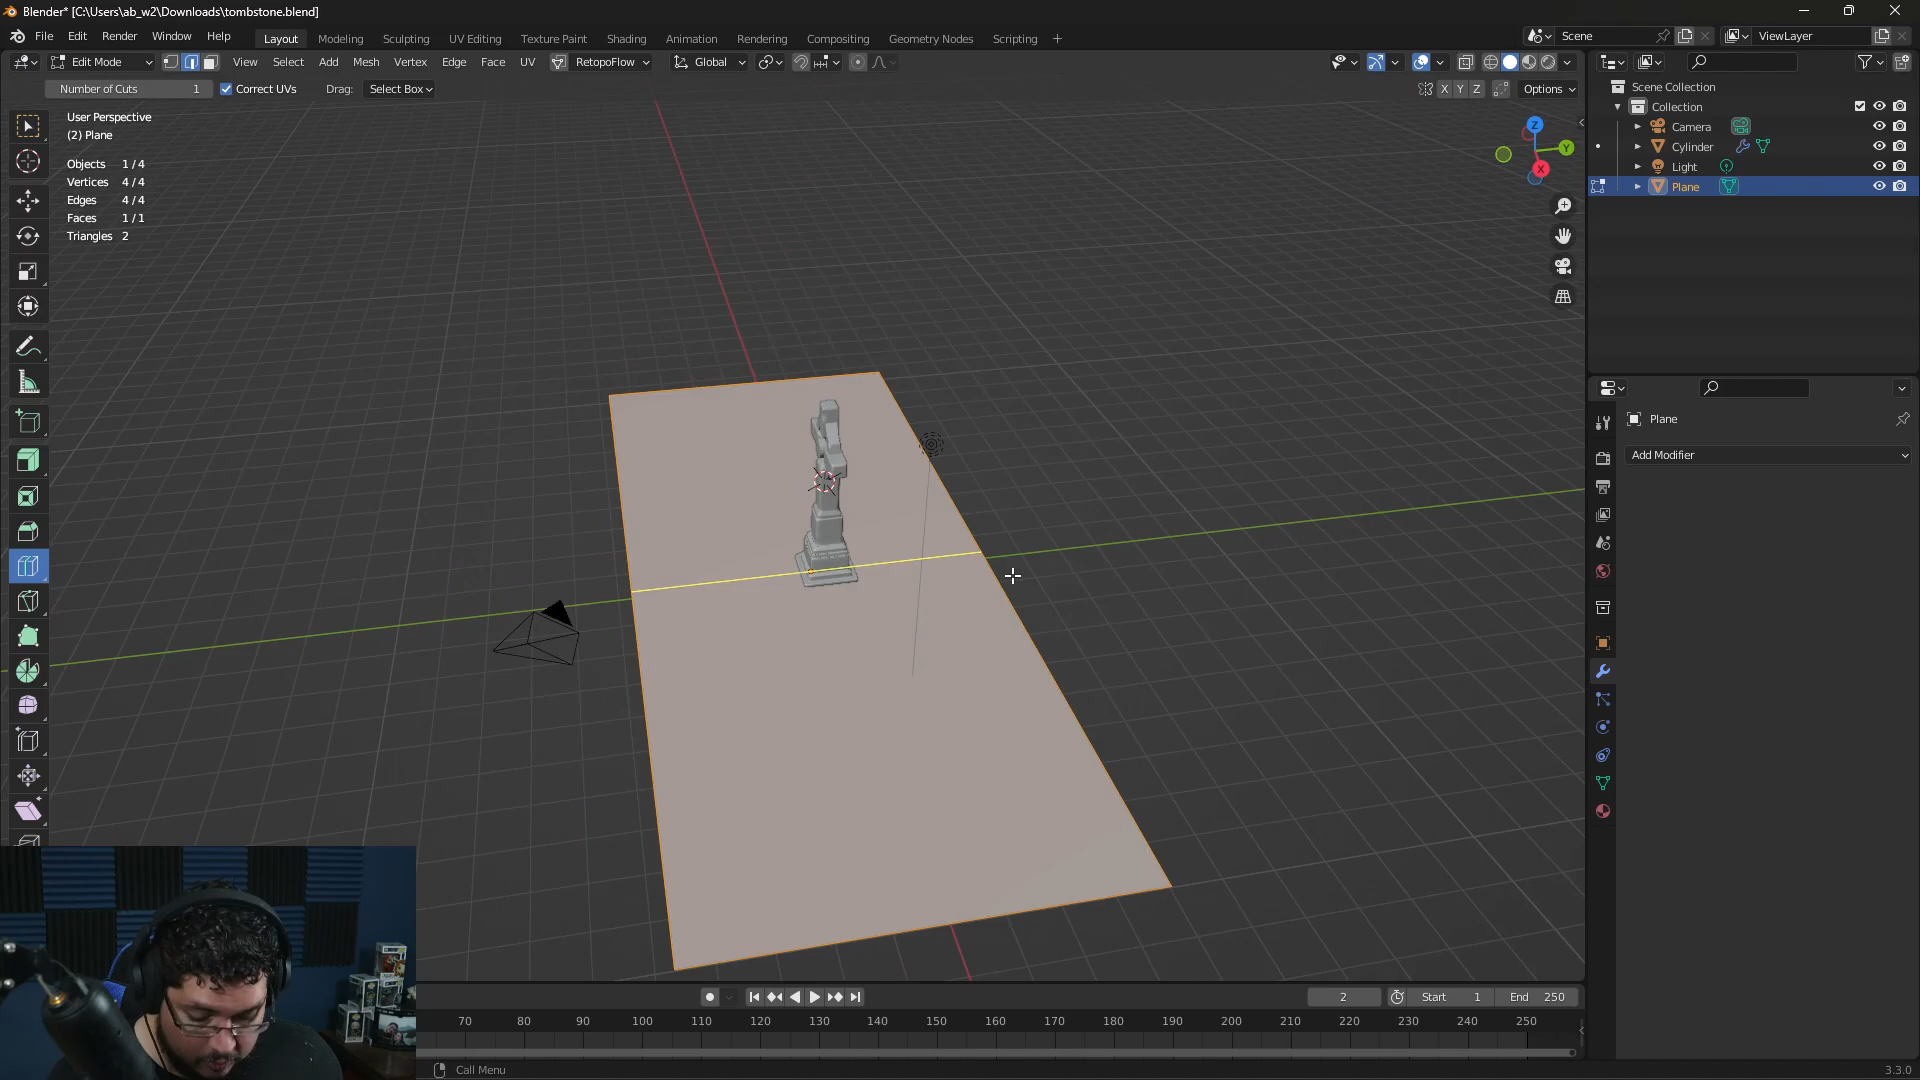 Blender* [C:\Users\ab_w2\Downloads\tombstone.blend]
File Edit Render Window Help Layout Modeling Sculpting UV Editing Texture Paint Shading Animation Rendering Compositing Geometry Nodes Scripting + Scene ViewLayer
Edit Mode View Select Add Mesh Vertex Edge Face UV RetopoFlow Global
Number of Cuts 1 Correct UVs Drag: Select Box X Y Z Options
User Perspective
(2) Plane
Objects 1/4
Vertices 4/4
Edges 4/4
Faces 1/1
Triangles 2
Z
Y
X
Scene Collection
Collection
Camera
Cylinder
Light
Plane
Plane
Add Modifier
2 Start 1 End 250
70 80 90 100 110 120 130 140 150 160 170 180 190 200 210 220 230 240 250
Call Menu 3.3.0